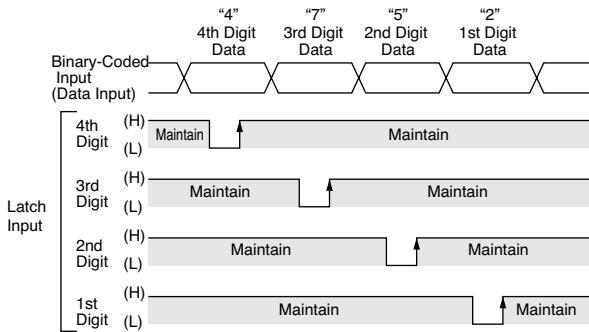 “4” “7” “5” “2”
4th Digit 3rd Digit 2nd Digit 1st Digit
Data Data Data Data
Binary-Coded
Input
(Data Input)
4th
Digit
(H)
(L)
Maintain Maintain
3rd
Digit
(H)
(L)
Maintain Maintain
Latch
Input
2nd
Digit
(H)
(L)
Maintain Maintain
1st
Digit
(H)
(L)
Maintain Maintain